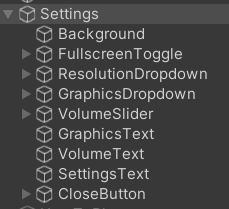 Settings
Background
FullscreenToggle
ResolutionDropdown
GraphicsDropdown
VolumeSlider
GraphicsText
VolumeText
SettingsText
CloseButton